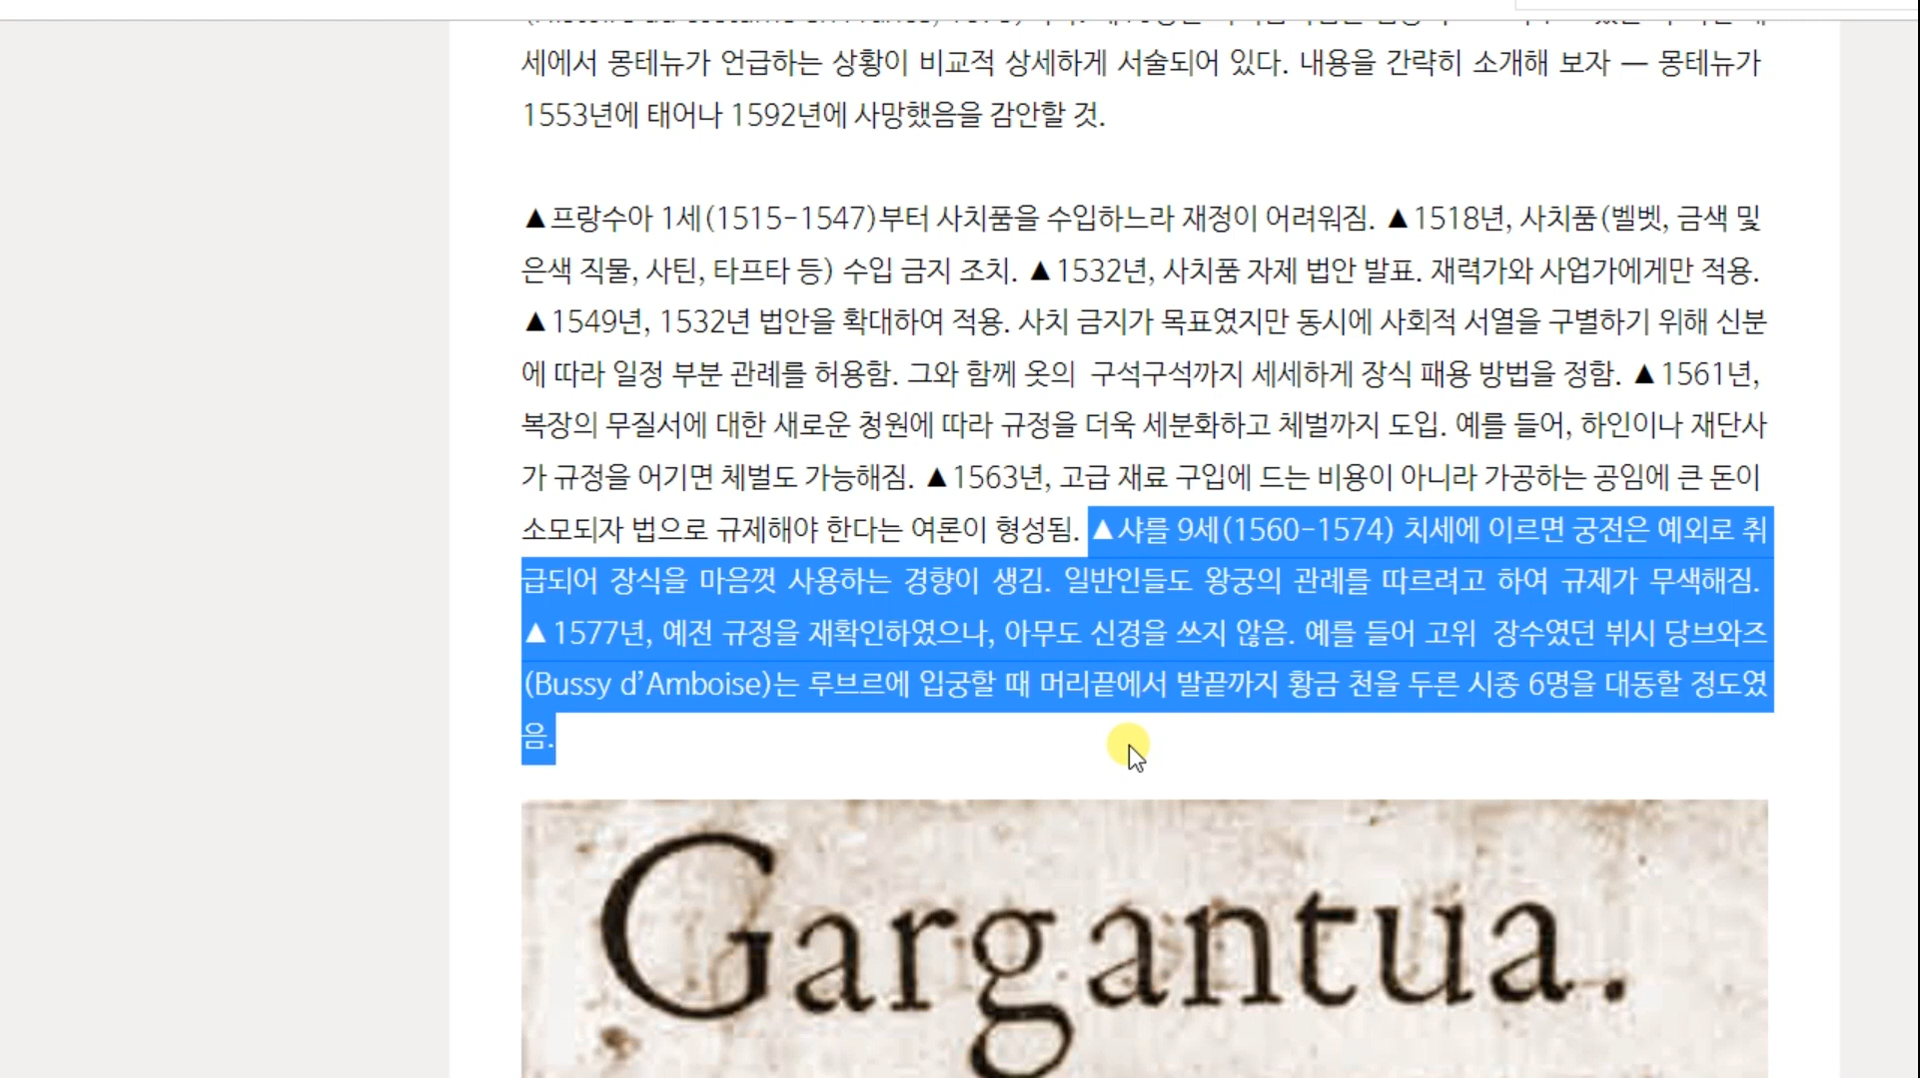 세에서 몽테뉴가 언급하는 상황이 비교적 상세하게 서술되어 있다. 내용을 간략히 소개해 보자 — 몽테뉴가
1553년에 태어나 1592년에 사망했음을 감안할 것.
▲프랑수아 1세(1515-1547)부터 사치품을 수입하느라 재정이 어려워짐. ▲1518년, 사치품(벨벳, 금색 및
은색 직물, 사틴, 타프타 등) 수입 금지 조치. ▲1532년, 사치품 자제 법안 발표. 재력가와 사업가에게만 적용.
▲1549년, 1532년 법안을 확대하여 적용. 사치 금지가 목표였지만 동시에 사회적 서열을 구별하기 위해 신분
에 따라 일정 부분 관례를 허용함. 그와 함께 옷의 구석구석까지 세세하게 장식 패용 방법을 정함. ▲1561년,
복장의 무질서에 대한 새로운 청원에 따라 규정을 더욱 세분화하고 체벌까지 도입. 예를 들어, 하인이나 재단사
가 규정을 어기면 체벌도 가능해짐. ▲1563년, 고급 재료 구입에 드는 비용이 아니라 가공하는 공임에 큰 돈이
소모되자 법으로 규제해야 한다는 여론이 형성됨. ▲샤를 9세(1560-1574) 치세에 이르면 궁전은 예외로 취
급되어 장식을 마음껏 사용하는 경향이 생김. 일반인들도 왕궁의 관례를 따르려고 하여 규제가 무색해짐.
▲1577년, 예전 규정을 재확인하였으나, 아무도 신경을 쓰지 않음. 예를 들어 고위 장수였던 뷔시 당브와즈
(Bussy d’Amboise)는 루브르에 입궁할 때 머리끝에서 발끝까지 황금 천을 두른 시종 6명을 대동할 정도였
음.
Gargantua.